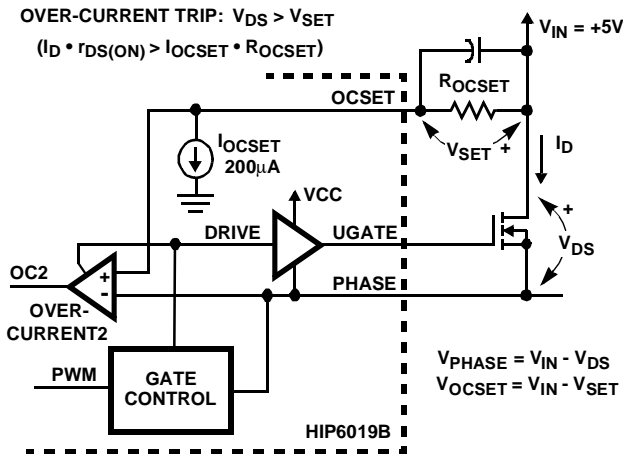 OVER-CURRENT TRIP: VDS > VSET
(ID • rDS(ON) > IOCSET • ROCSET)
VIN = +5V
OCSET
ROCSET
IOCSET
200μA
VSET +
ID
VCC
DRIVE
UGATE
+
VDS
OC2
+
-
PHASE
OVER-
CURRENT2
PWM
GATE
CONTROL
VPHASE = VIN - VDS
VOCSET = VIN - VSET
HIP6019B